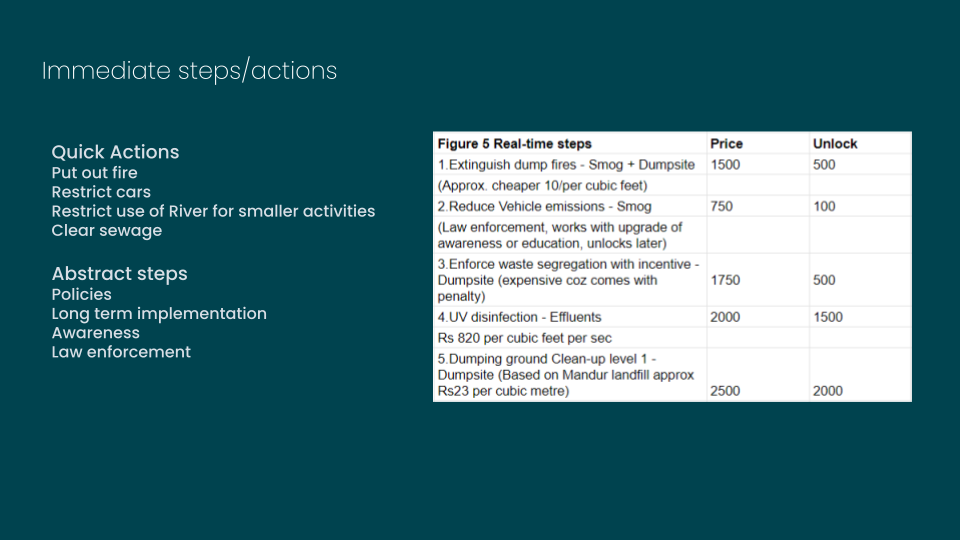 Immediate steps/actions
Quick Actions
Put out fire
Restrict cars
Restrict use of River for smaller activities
Clear sewage
Abstract steps
Policies
Long term implementation
Awareness
Law enforcement
Figure 5 Real-time steps Price Unlock
1.Extinguish dump fires - Smog + Dumpsite 1500 500
(Approx. cheaper 10/per cubic feet)
2.Reduce Vehicle emissions - Smog 750 100
(Law enforcement, works with upgrade of
awareness or education, unlocks later)
3.Enforce waste segregation with incentive -
Dumpsite (expensive coz comes with 1750 500
penalty)
4.UV disinfection - Effluents 2000 1500
Rs 820 per cubic feet per sec
5.Dumping ground Clean-up level 1 -
Dumpsite (Based on Mandur landfill approx
Rs23 per cubic metre) 2500 2000